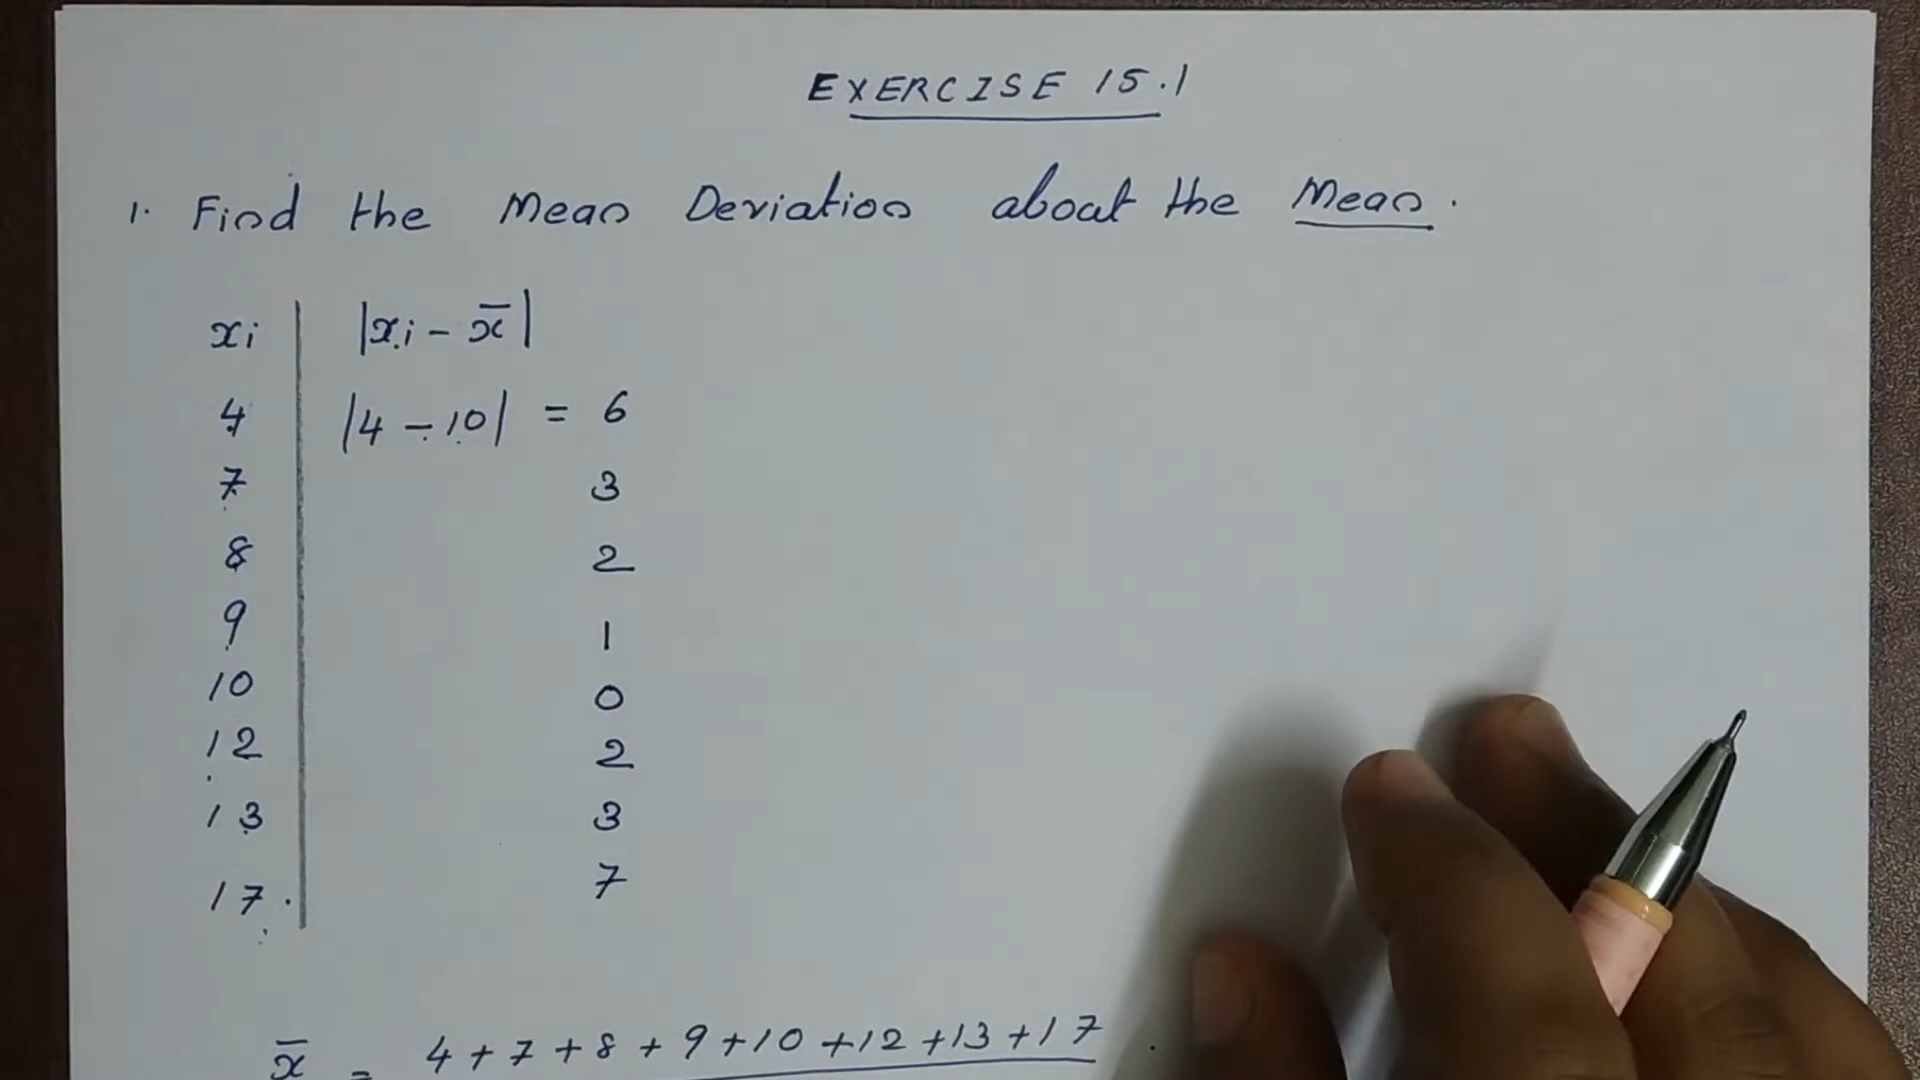 EXERCISE 15.1
1. Find the Mean Deviation about the Mean.
xi |xi - x̄|
4 |4 - 10| = 6
7 3
8 2
9 1
10 0
12 2
13 3
17. 7
x̄ = 4 + 7 + 8 + 9 + 10 + 12 + 13 + 17